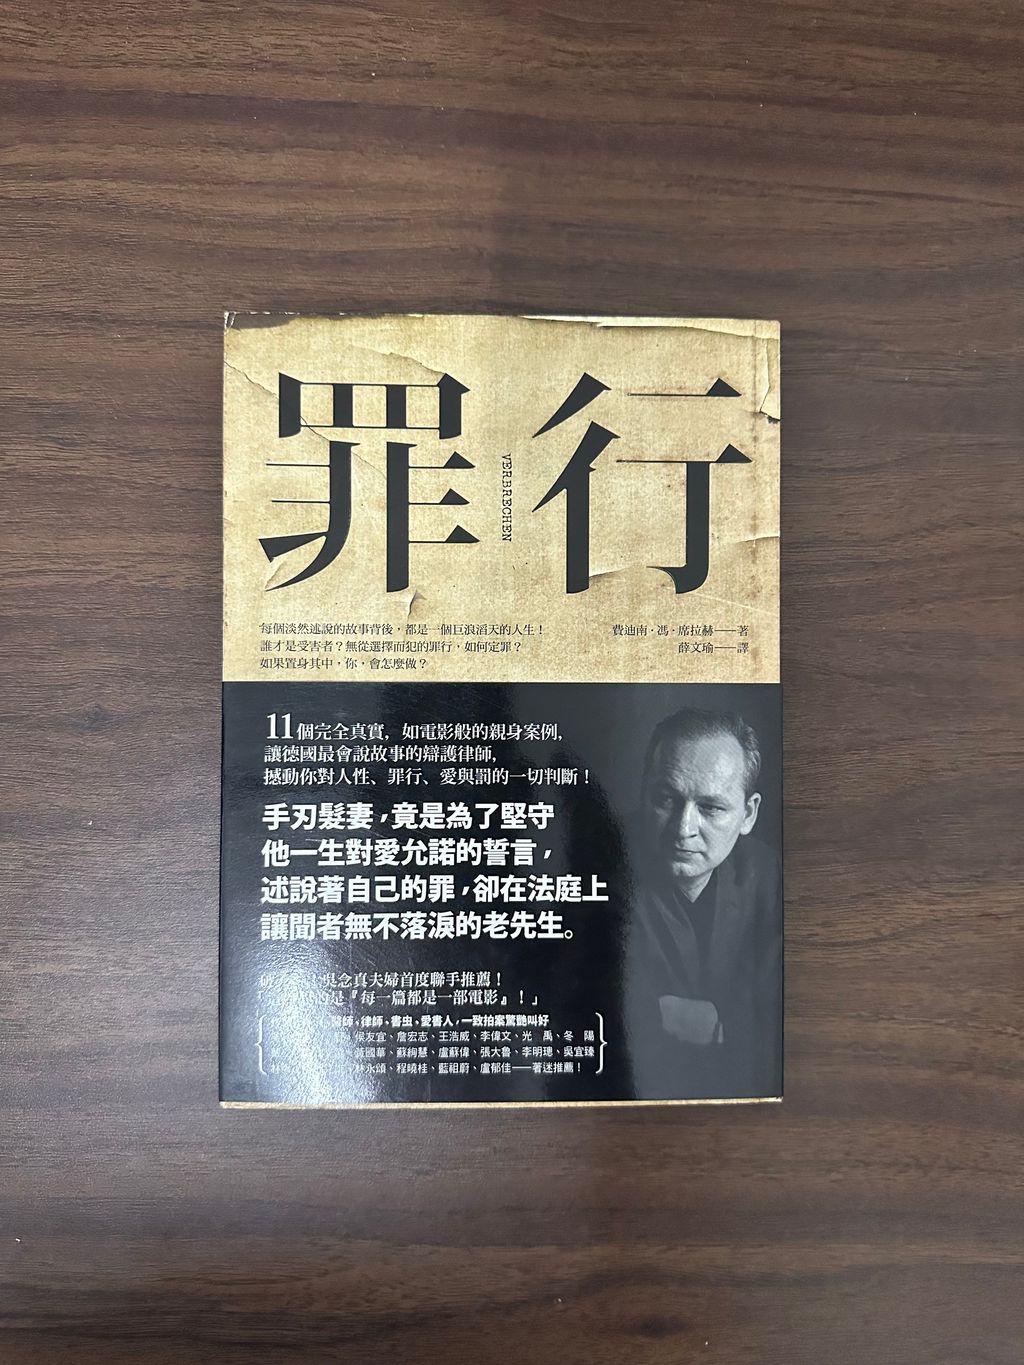 罪行
VERBRECHEN
每個淡然述說的故事背後，都是一個巨浪滔天的人生！
誰才是受害者？無從選擇而犯的罪行，如何定罪？
如果置身其中，你，會怎麼做？
費迪南·馮·席拉赫——著
薛文瑜——譯
11個完全真實，如電影般的親身案例，
讓德國最會說故事的辯護律師，
撼動你對人性、罪行、愛與罰的一切判斷！
手刃髮妻，竟是為了堅守
他一生對愛允諾的誓言，
述說著自己的罪，卻在法庭上
讓聞者無不落淚的老先生。
吳念真夫婦首度聯手推薦！
的是『每一篇都是一部電影』！」
醫師、律師、書虫、愛書人，一致拍案驚艷叫好
侯友宜、詹宏志、王浩威、李偉文、光 禹、冬 陽
黃國華、蘇絢慧、盧蘇偉、張大魯、李明璁、吳宜臻
林永頌、程曉桂、藍祖蔚、盧郁佳——著迷推薦！